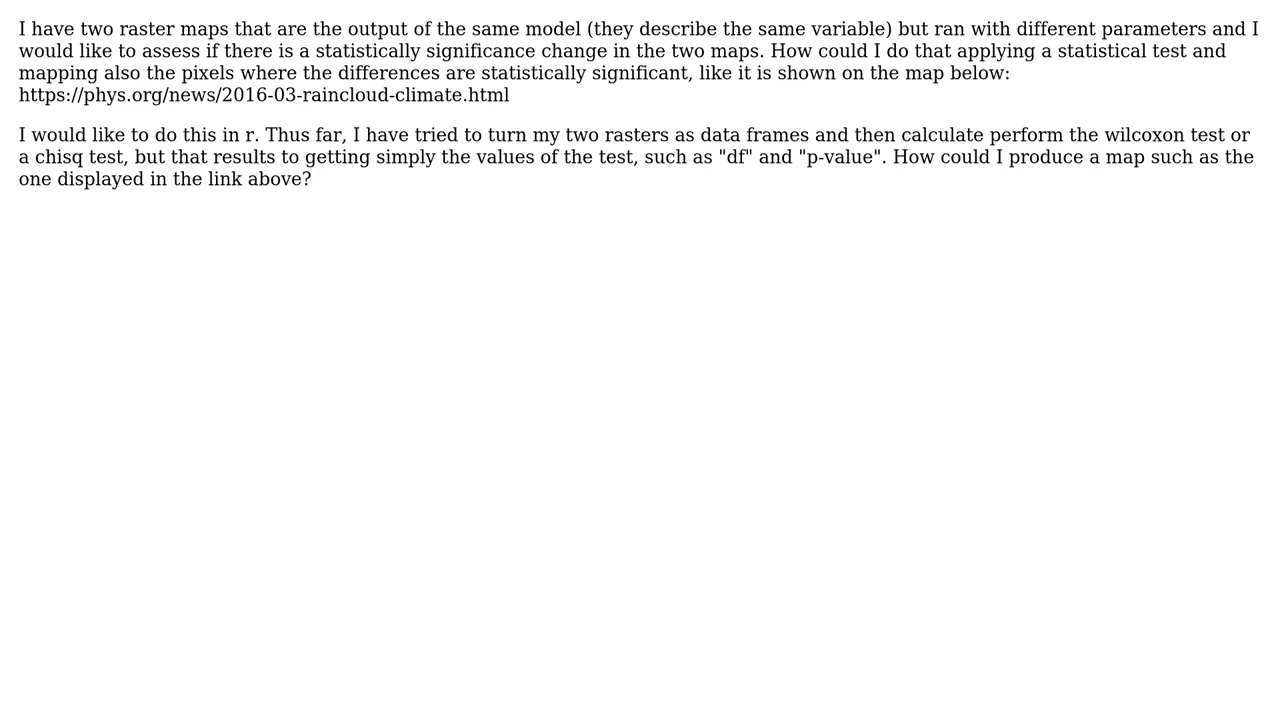 I have two raster maps that are the output of the same model (they describe the same variable) but ran with different parameters and I
would like to assess if there is a statistically significance change in the two maps. How could I do that applying a statistical test and
mapping also the pixels where the differences are statistically significant, like it is shown on the map below:
https://phys.org/news/2016-03-raincloud-climate.html
I would like to do this in r. Thus far, I have tried to turn my two rasters as data frames and then calculate perform the wilcoxon test or
a chisq test, but that results to getting simply the values of the test, such as "df" and "p-value". How could I produce a map such as the
one displayed in the link above?